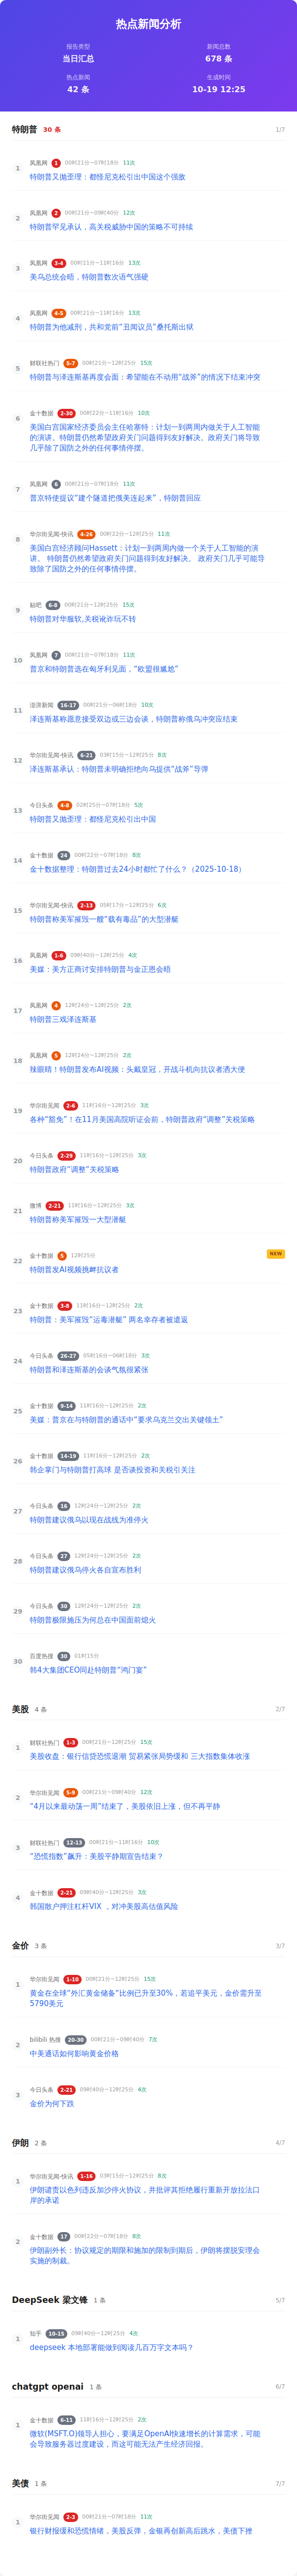 热点新闻分析
报告类型
新闻总数
当日汇总
678 条
热点新闻
生成时间
42 条
10-19 12:25
特朗普 30 条 1/7
1 凤凰网 1 00时21分~07时18分 11次
特朗普又抛歪理：都怪尼克松引出中国这个强敌
2 凤凰网 2 00时21分~09时40分 12次
特朗普罕见承认，高关税威胁中国的策略不可持续
3 凤凰网 3-4 00时21分~11时16分 13次
美乌总统会晤，特朗普数次语气强硬
4 凤凰网 4-5 00时21分~11时16分 13次
特朗普为他减刑，共和党前“丑闻议员”桑托斯出狱
5 财联社热门 5-7 00时21分~12时25分 15次
特朗普与泽连斯基再度会面：希望能在不动用“战斧”的情况下结束冲突
6 金十数据 2-30 00时22分~11时16分 10次
美国白宫国家经济委员会主任哈塞特：计划一到两周内做关于人工智能
的演讲。特朗普仍然希望政府关门问题得到友好解决。政府关门将导致
几乎除了国防之外的任何事情停摆。
7 凤凰网 6 00时21分~07时18分 11次
普京特使提议“建个隧道把俄美连起来”，特朗普回应
8 华尔街见闻-快讯 4-26 00时22分~12时25分 11次
美国白宫经济顾问Hassett：计划一到两周内做一个关于人工智能的演
讲。 特朗普仍然希望政府关门问题得到友好解决。 政府关门几乎可能导
致除了国防之外的任何事情停摆。
9 贴吧 6-8 00时21分~12时25分 15次
特朗普对华服软,关税讹诈玩不转
10 凤凰网 7 00时21分~07时18分 11次
普京和特朗普选在匈牙利见面，“欧盟很尴尬”
11 澎湃新闻 16-17 00时21分~06时18分 10次
泽连斯基称愿意接受双边或三边会谈，特朗普称俄乌冲突应结束
12 华尔街见闻-快讯 6-21 03时15分~12时25分 8次
泽连斯基承认：特朗普未明确拒绝向乌提供“战斧”导弹
13 今日头条 4-8 02时25分~07时18分 5次
特朗普又抛歪理：都怪尼克松引出中国
14 金十数据 24 00时22分~07时18分 8次
金十数据整理：特朗普过去24小时都忙了什么？（2025-10-18）
15 华尔街见闻-快讯 2-13 05时17分~12时25分 6次
特朗普称美军摧毁一艘“载有毒品”的大型潜艇
16 凤凰网 1-6 09时40分~12时25分 4次
美媒：美方正商讨安排特朗普与金正恩会晤
17 凤凰网 4 12时24分~12时25分 2次
特朗普三戏泽连斯基
18 凤凰网 5 12时24分~12时25分 2次
辣眼睛！特朗普发布AI视频：头戴皇冠，开战斗机向抗议者洒大便
19 华尔街见闻 2-6 11时16分~12时25分 3次
各种“豁免”！在11月美国高院听证会前，特朗普政府“调整”关税策略
20 今日头条 2-29 11时16分~12时25分 3次
特朗普政府“调整”关税策略
21 微博 2-21 11时16分~12时25分 3次
特朗普称美军摧毁一大型潜艇
22 金十数据 5 12时25分 NEW
特朗普发AI视频挑衅抗议者
23 金十数据 3-8 11时16分~12时25分 2次
特朗普：美军摧毁“运毒潜艇” 两名幸存者被遣返
24 今日头条 26-27 05时16分~06时18分 3次
特朗普和泽连斯基的会谈气氛很紧张
25 金十数据 9-14 11时16分~12时25分 2次
美媒：普京在与特朗普的通话中“要求乌克兰交出关键领土”
26 金十数据 14-19 11时16分~12时25分 2次
韩企掌门与特朗普打高球 是否谈投资和关税引关注
27 今日头条 16 12时24分~12时25分 2次
特朗普建议俄乌以现在战线为准停火
28 今日头条 27 12时24分~12时25分 2次
特朗普建议俄乌停火各自宣布胜利
29 今日头条 30 12时24分~12时25分 2次
特朗普极限施压为何总在中国面前熄火
30 百度热搜 30 01时15分
韩4大集团CEO同赴特朗普“鸿门宴”
美股 4 条 2/7
1 财联社热门 1-3 00时21分~12时25分 15次
美股收盘：银行信贷恐慌退潮 贸易紧张局势缓和 三大指数集体收涨
2 华尔街见闻 5-9 00时21分~09时40分 12次
“4月以来最动荡一周”结束了，美股依旧上涨，但不再平静
3 财联社热门 12-13 00时21分~11时16分 10次
“恐慌指数”飙升：美股平静期宣告结束？
4 金十数据 2-21 09时40分~12时25分 3次
韩国散户押注杠杆VIX ，对冲美股高估值风险
金价 3 条 3/7
1 华尔街见闻 1-10 00时21分~12时25分 15次
黄金在全球“外汇黄金储备”比例已升至30%，若追平美元，金价需升至
5790美元
2 bilibili 热搜 20-30 00时21分~09时40分 7次
中美通话如何影响黄金价格
3 今日头条 2-21 09时40分~12时25分 4次
金价为何下跌
伊朗 2 条 4/7
1 华尔街见闻-快讯 1-16 03时15分~12时25分 8次
伊朗谴责以色列违反加沙停火协议，并批评其拒绝履行重新开放拉法口
岸的承诺
2 金十数据 17 00时22分~07时18分 8次
伊朗副外长：协议规定的期限和施加的限制到期后，伊朗将摆脱安理会
实施的制裁。
DeepSeek 梁文锋 1 条 5/7
1 知乎 10-15 09时40分~12时25分 4次
deepseek 本地部署能做到阅读几百万字文本吗？
chatgpt openai 1 条 6/7
1 金十数据 6-11 11时16分~12时25分 2次
微软(MSFT.O)领导人担心，要满足OpenAI快速增长的计算需求，可能
会导致服务器过度建设，而这可能无法产生经济回报。
美债 1 条 7/7
1 华尔街见闻 2-3 00时21分~07时18分 11次
银行财报缓和恐慌情绪，美股反弹，金银再创新高后跳水，美债下挫